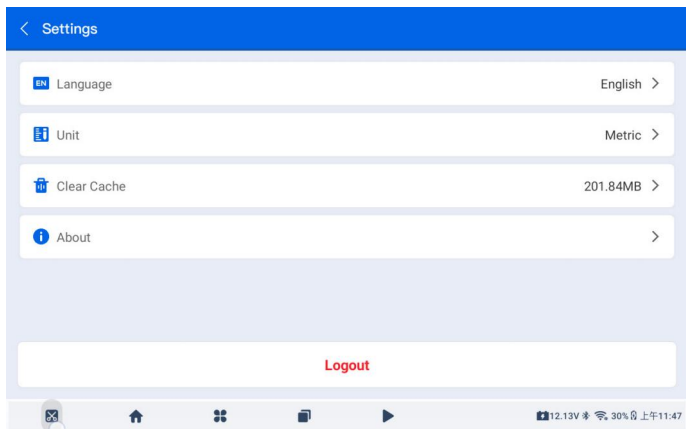 Settings
EN Language English
Unit Metric
Clear Cache 201.84MB
About
Logout
12.13V 30% 上午11:47